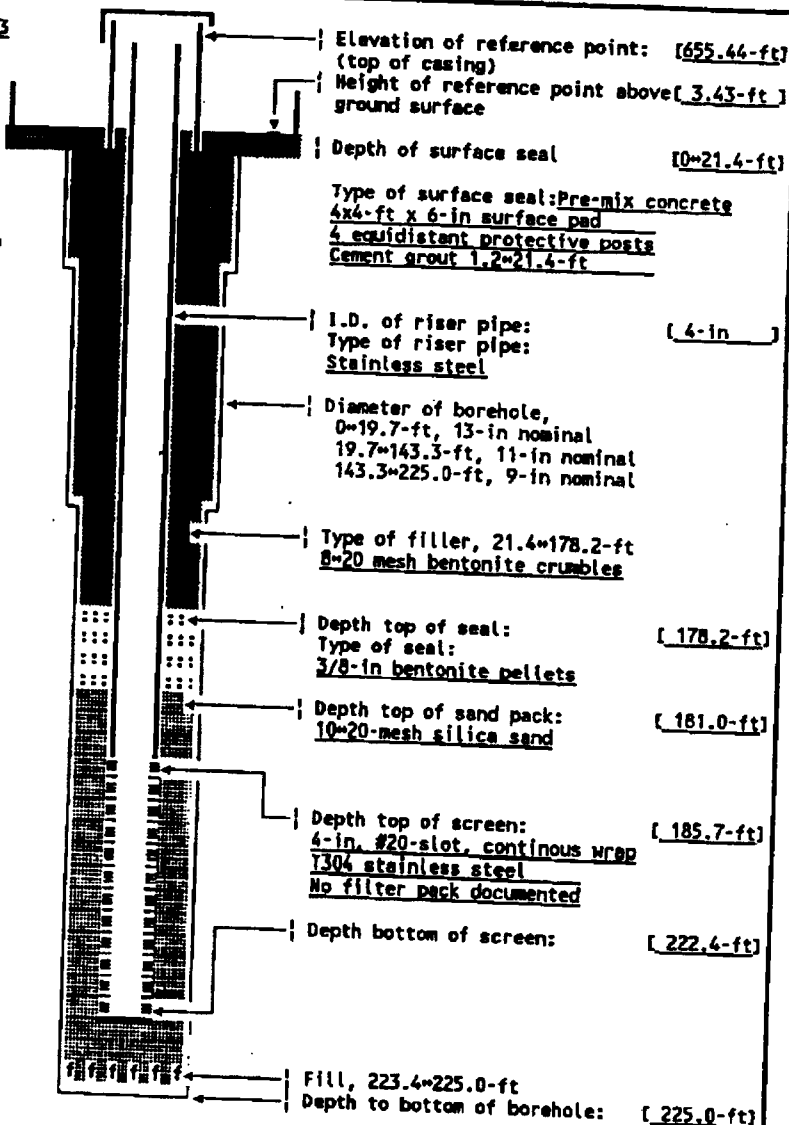 3
Elevation of reference point: [655.44-ft]
(top of casing)
Height of reference point above[ 3.43-ft ]
ground surface
Depth of surface seal [0↔21.4-ft]
Type of surface seal:Pre-mix concrete
4x4-ft x 6-in surface pad
4 equidistant protective posts
Cement grout 1.2↔21.4-ft
I.D. of riser pipe: [ 4-in ]
Type of riser pipe:
Stainless steel
Diameter of borehole,
0↔19.7-ft, 13-in nominal
19.7↔143.3-ft, 11-in nominal
143.3↔225.0-ft, 9-in nominal
Type of filler, 21.4↔178.2-ft
8↔20 mesh bentonite crumbles
Depth top of seal: [ 178.2-ft]
Type of seal:
3/8-in bentonite pellets
Depth top of sand pack: [ 181.0-ft]
10↔20-mesh silica sand
Depth top of screen: [ 185.7-ft]
4-in, #20-slot, continous wrap
T304 stainless steel
No filter pack documented
Depth bottom of screen: [ 222.4-ft]
f f f f f f
Fill, 223.4↔225.0-ft
Depth to bottom of borehole: [ 225.0-ft]